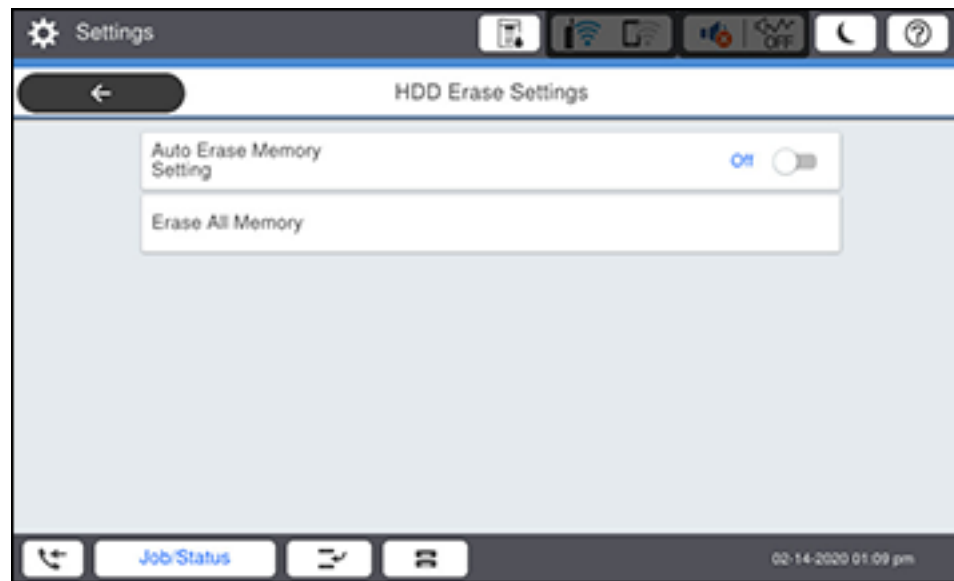 Settings
OFF
HDD Erase Settings
Auto Erase Memory
Setting
Off
Erase All Memory
Job/Status
02-14-2020 01:09 pm